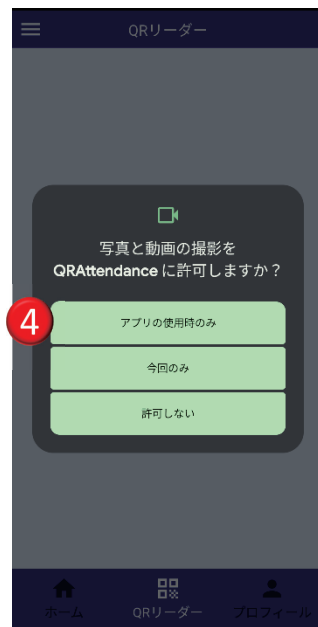 QRリーダー
写真と動画の撮影を
QRAttendance に許可しますか？
4
アプリの使用時のみ
今回のみ
許可しない
ホーム
QRリーダー
プロフィール